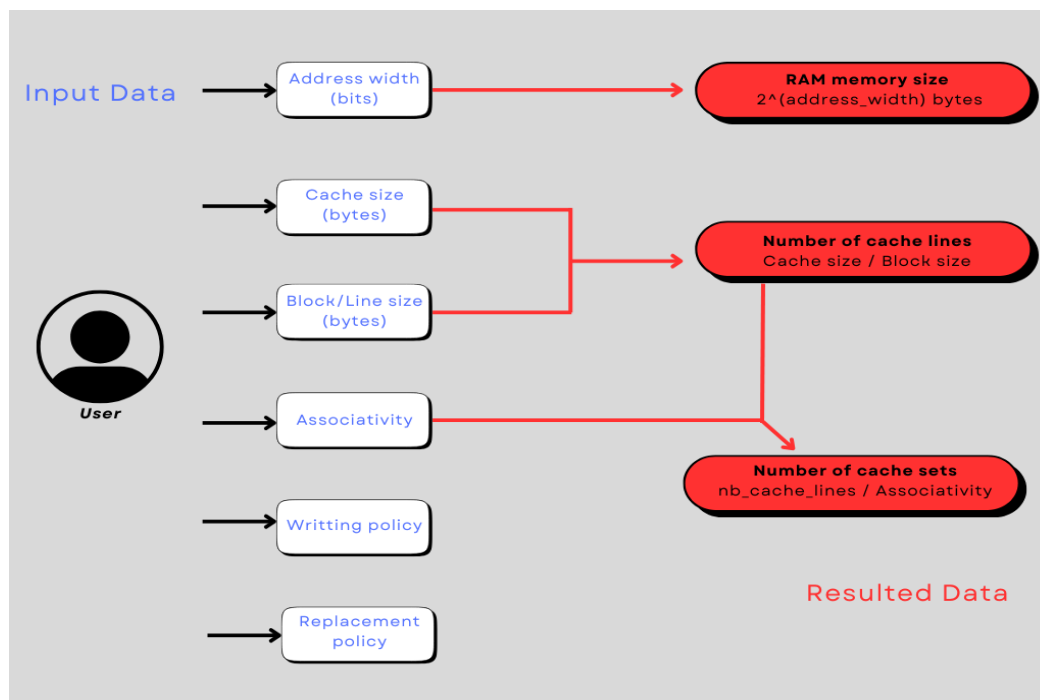 Input Data
Address width
(bits)
RAM memory size
2^(address_width) bytes
Cache size
(bytes)
Number of cache lines
Cache size / Block size
Block/Line size
(bytes)
User
Associativity
Number of cache sets
nb_cache_lines / Associativity
Writting policy
Resulted Data
Replacement
policy